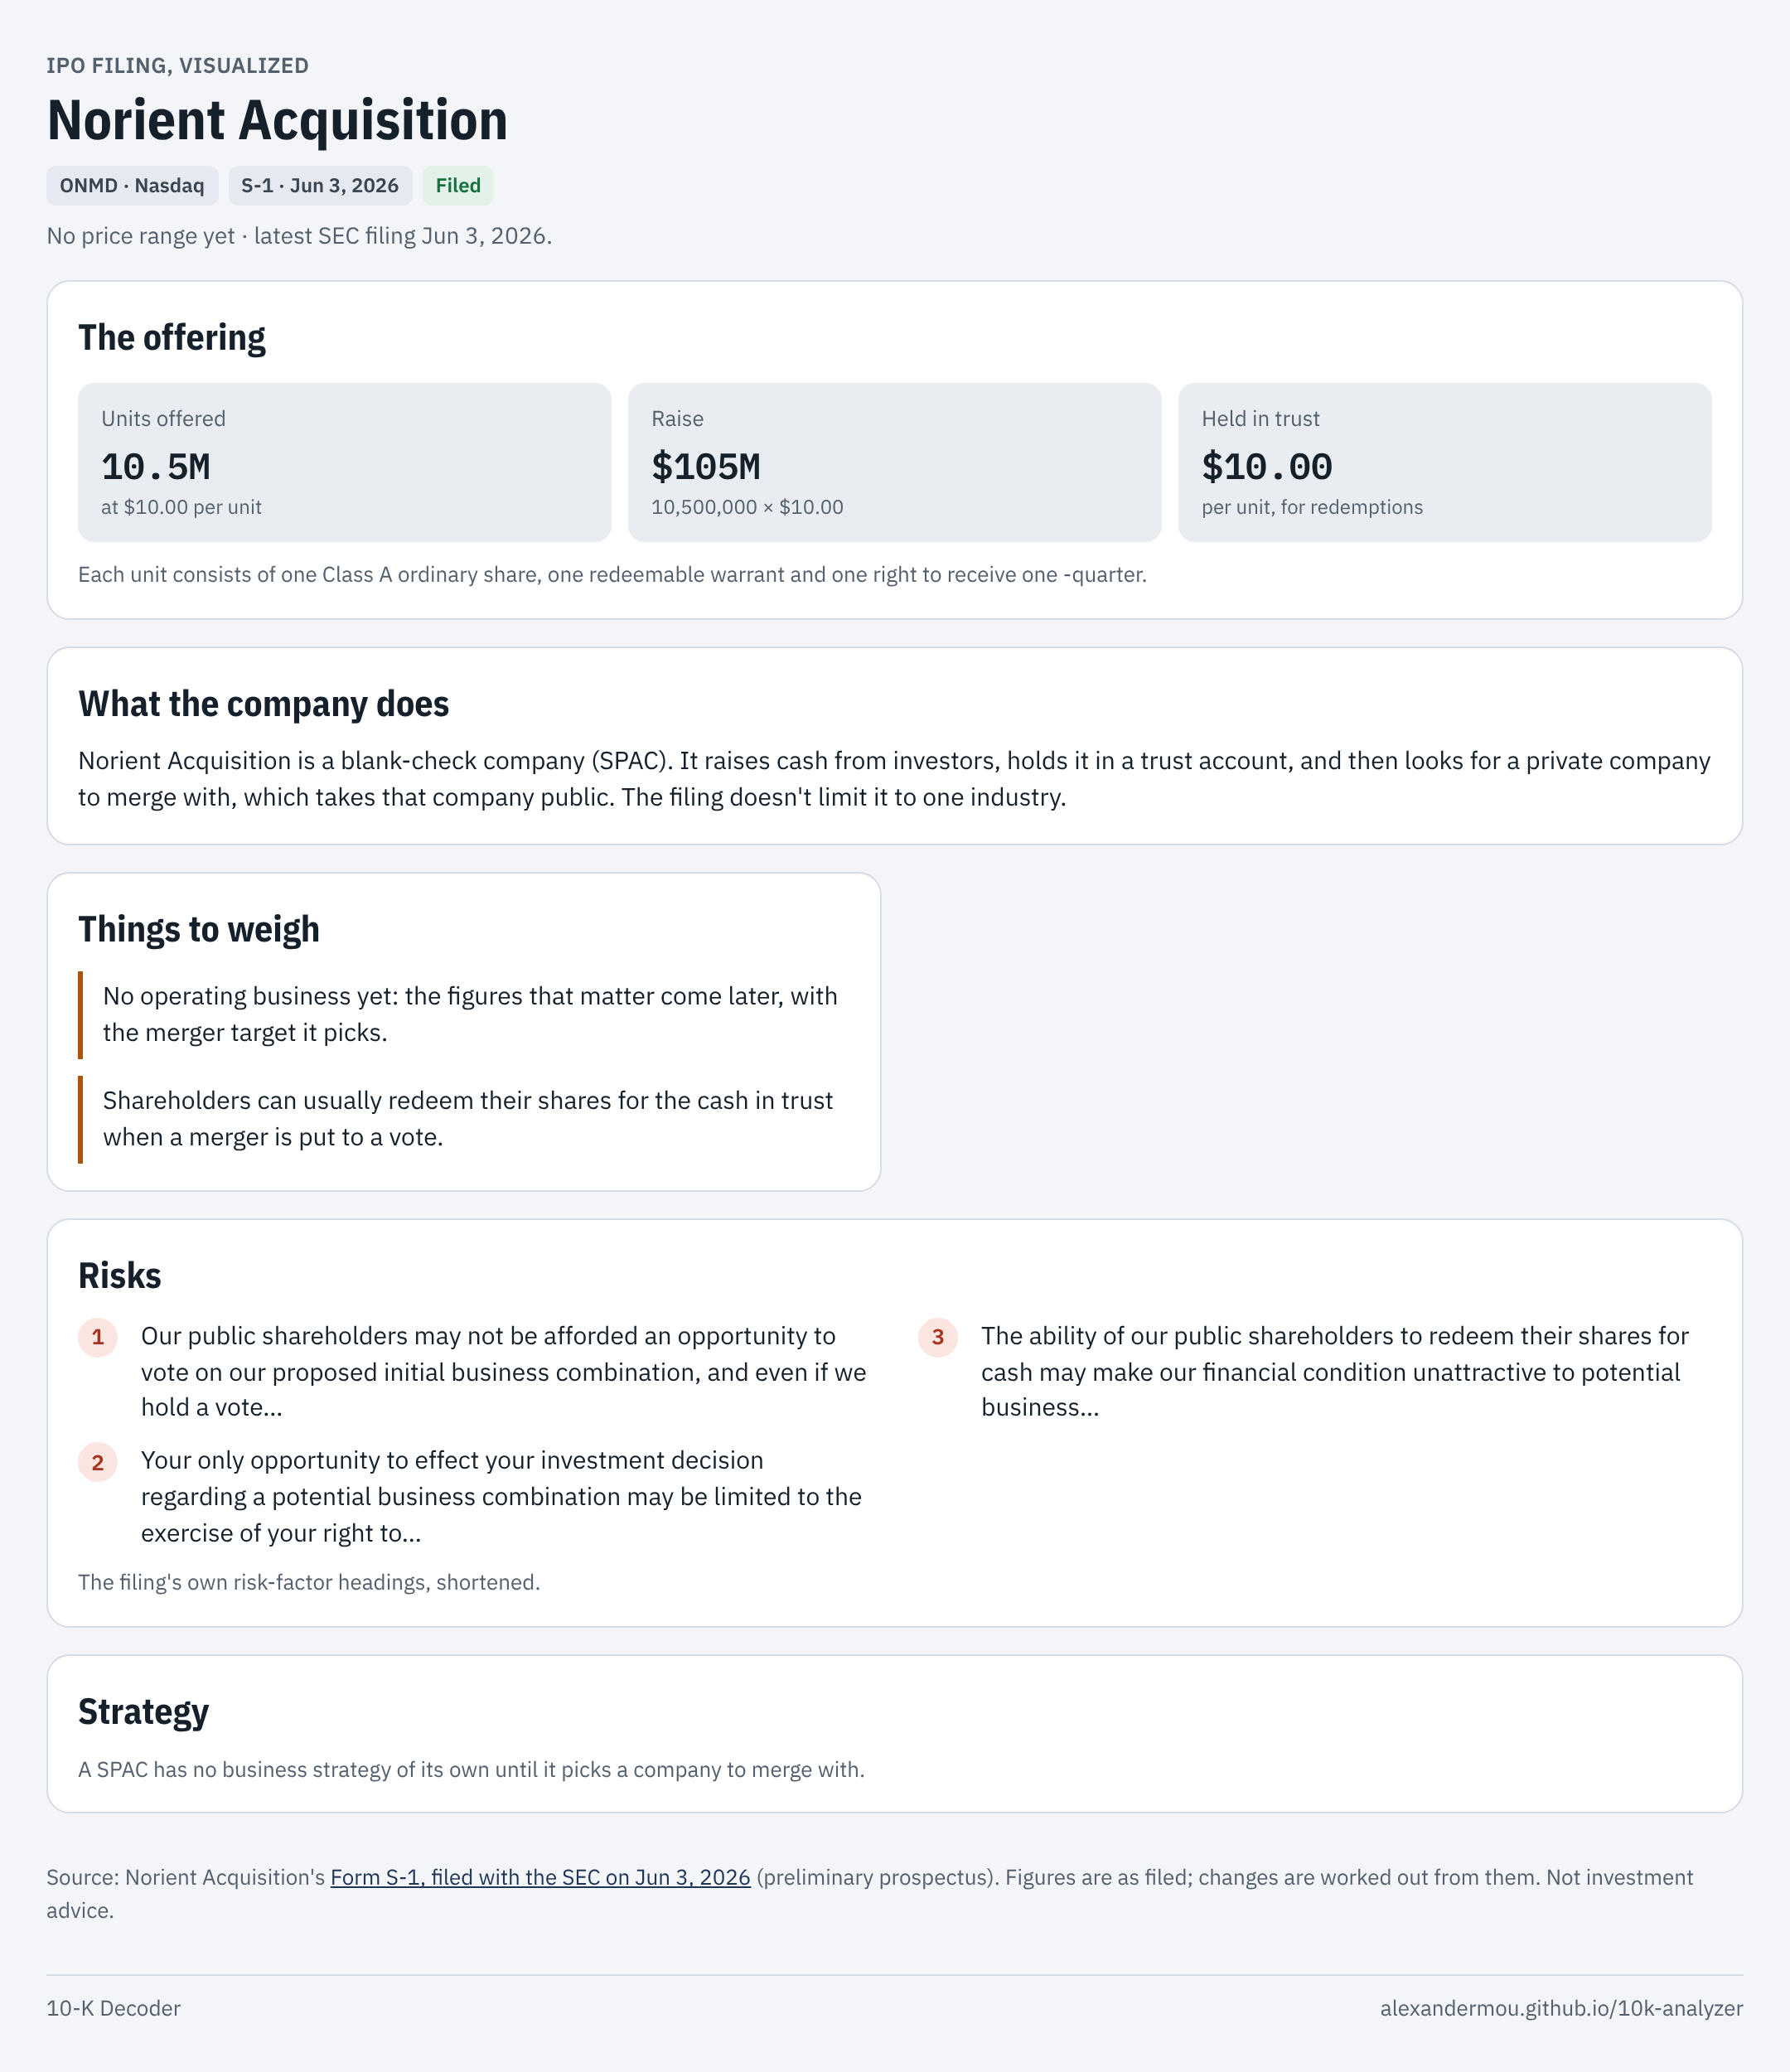 IPO FILING, VISUALIZED
Norient Acquisition
ONMD · Nasdaq
S-1 · Jun 3, 2026
Filed
No price range yet · latest SEC filing Jun 3, 2026.
The offering
Units offered
10.5M
at $10.00 per unit
Raise
$105M
10,500,000 × $10.00
Held in trust
$10.00
per unit, for redemptions
Each unit consists of one Class A ordinary share, one redeemable warrant and one right to receive one -quarter.
What the company does
Norient Acquisition is a blank-check company (SPAC). It raises cash from investors, holds it in a trust account, and then looks for a private company
to merge with, which takes that company public. The filing doesn't limit it to one industry.
Things to weigh
No operating business yet: the figures that matter come later, with
the merger target it picks.
Shareholders can usually redeem their shares for the cash in trust
when a merger is put to a vote.
Risks
1
Our public shareholders may not be afforded an opportunity to
vote on our proposed initial business combination, and even if we
hold a vote…
2
Your only opportunity to effect your investment decision
regarding a potential business combination may be limited to the
exercise of your right to…
3
The ability of our public shareholders to redeem their shares for
cash may make our financial condition unattractive to potential
business…
The filing's own risk-factor headings, shortened.
Strategy
A SPAC has no business strategy of its own until it picks a company to merge with.
Source: Norient Acquisition's Form S-1, filed with the SEC on Jun 3, 2026 (preliminary prospectus). Figures are as filed; changes are worked out from them. Not investment
advice.
10-K Decoder
alexandermou.github.io/10k-analyzer